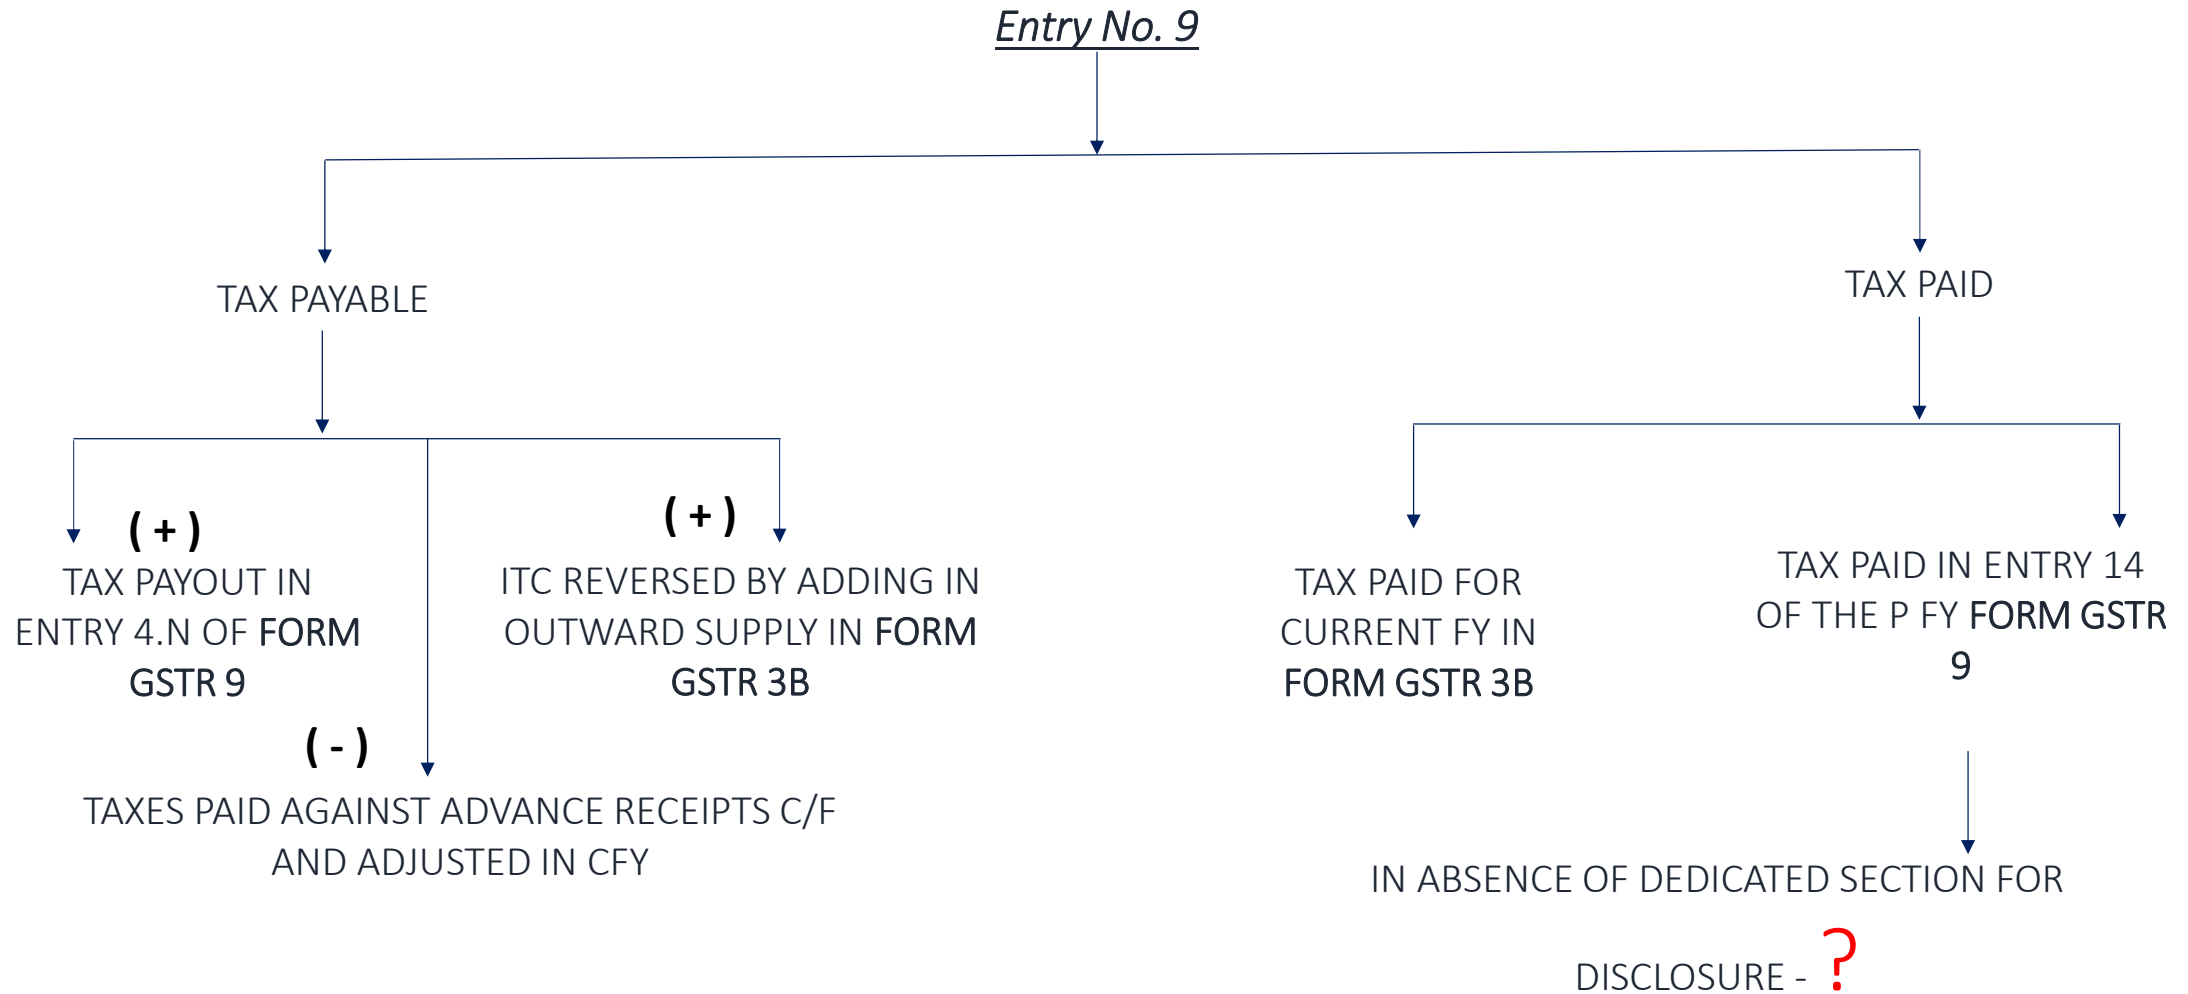 Entry No. 9
TAX PAYABLE
TAX PAID
( + )
TAX PAYOUT IN
ENTRY 4.N OF FORM
GSTR 9
( - )
TAXES PAID AGAINST ADVANCE RECEIPTS C/F
AND ADJUSTED IN CFY
( + )
ITC REVERSED BY ADDING IN
OUTWARD SUPPLY IN FORM
GSTR 3B
TAX PAID FOR
CURRENT FY IN
FORM GSTR 3B
TAX PAID IN ENTRY 14
OF THE P FY FORM GSTR
9
IN ABSENCE OF DEDICATED SECTION FOR
DISCLOSURE - ?